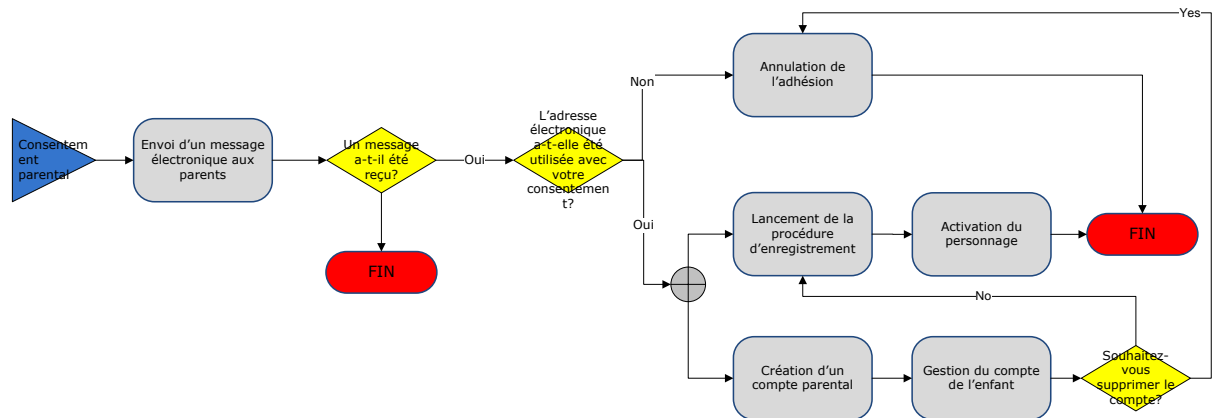 Consentem
ent
parental
Envoi d'un message
électronique aux
parents
Un message
a-t-il été
reçu?
Oui
FIN
L'adresse
électronique
a-t-elle été
utilisée avec
votre
consentemen
t?
Non
Oui
Annulation de
l'adhésion
Yes
Lancement de la
procédure
d'enregistrement
Activation du
personnage
FIN
No
Création d'un
compte parental
Gestion du compte
de l'enfant
Souhaitez-
vous
supprimer le
compte?